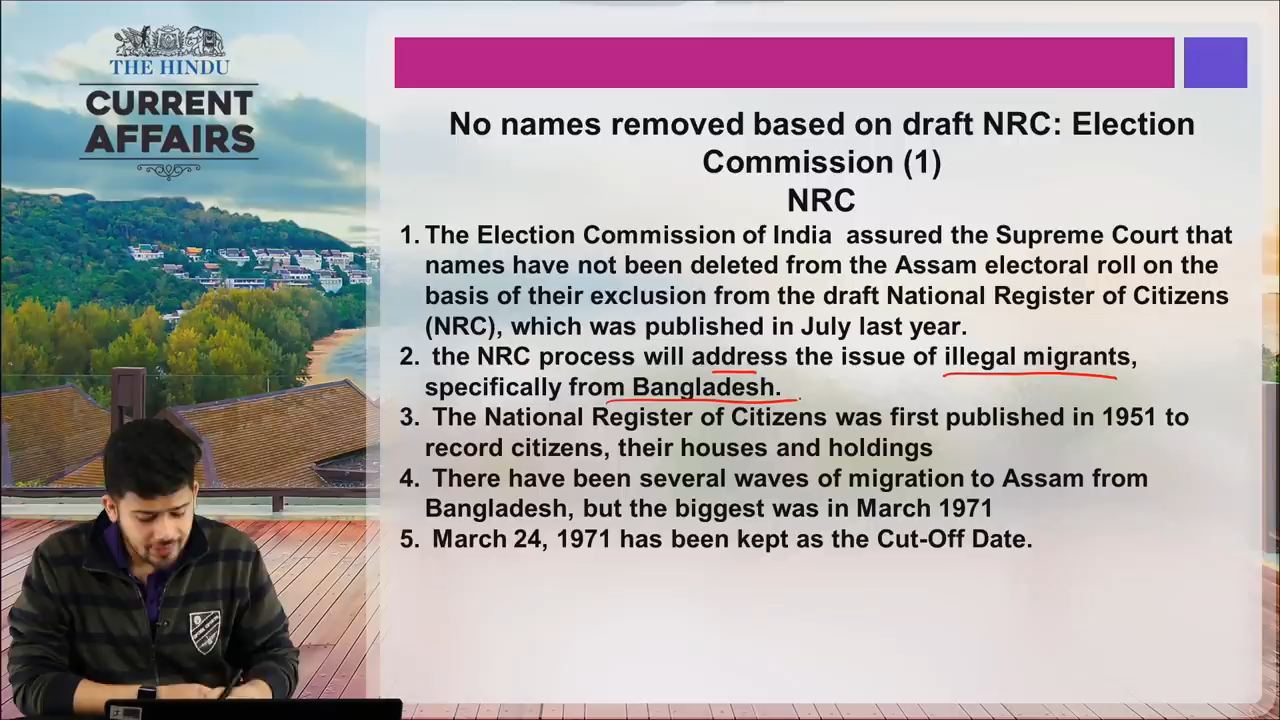 THE HINDU
CURRENT
AFFAIRS
No names removed based on draft NRC: Election
Commission (1)
NRC
1. The Election Commission of India assured the Supreme Court that
names have not been deleted from the Assam electoral roll on the
basis of their exclusion from the draft National Register of Citizens
(NRC), which was published in July last year.
2. the NRC process will address the issue of illegal migrants,
specifically from Bangladesh.
3. The National Register of Citizens was first published in 1951 to
record citizens, their houses and holdings
4. There have been several waves of migration to Assam from
Bangladesh, but the biggest was in March 1971
5. March 24, 1971 has been kept as the Cut-Off Date.